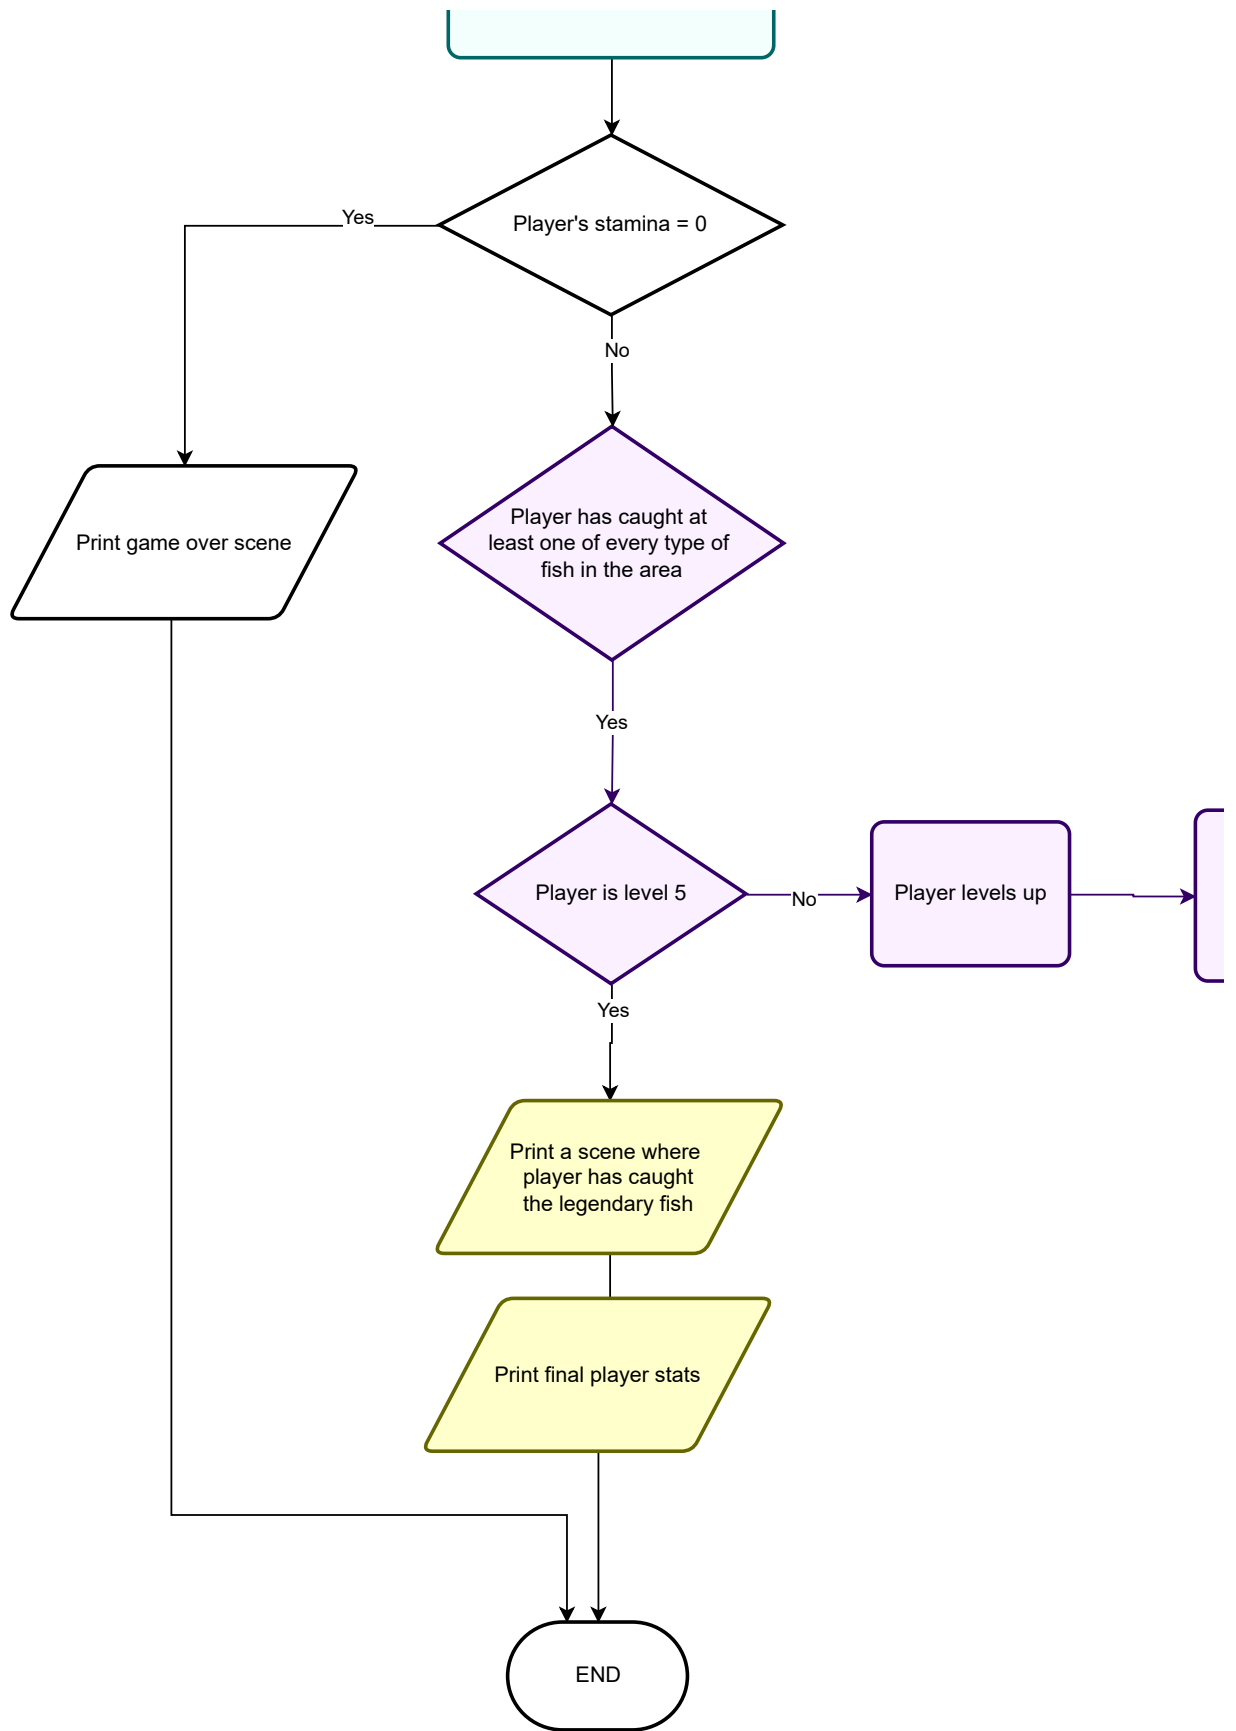 Player's stamina = 0
Yes
No
Print game over scene
Player has caught at
least one of every type of
fish in the area
Yes
Player is level 5
No
Player levels up
Yes
Print a scene where
player has caught
the legendary fish
Print final player stats
END